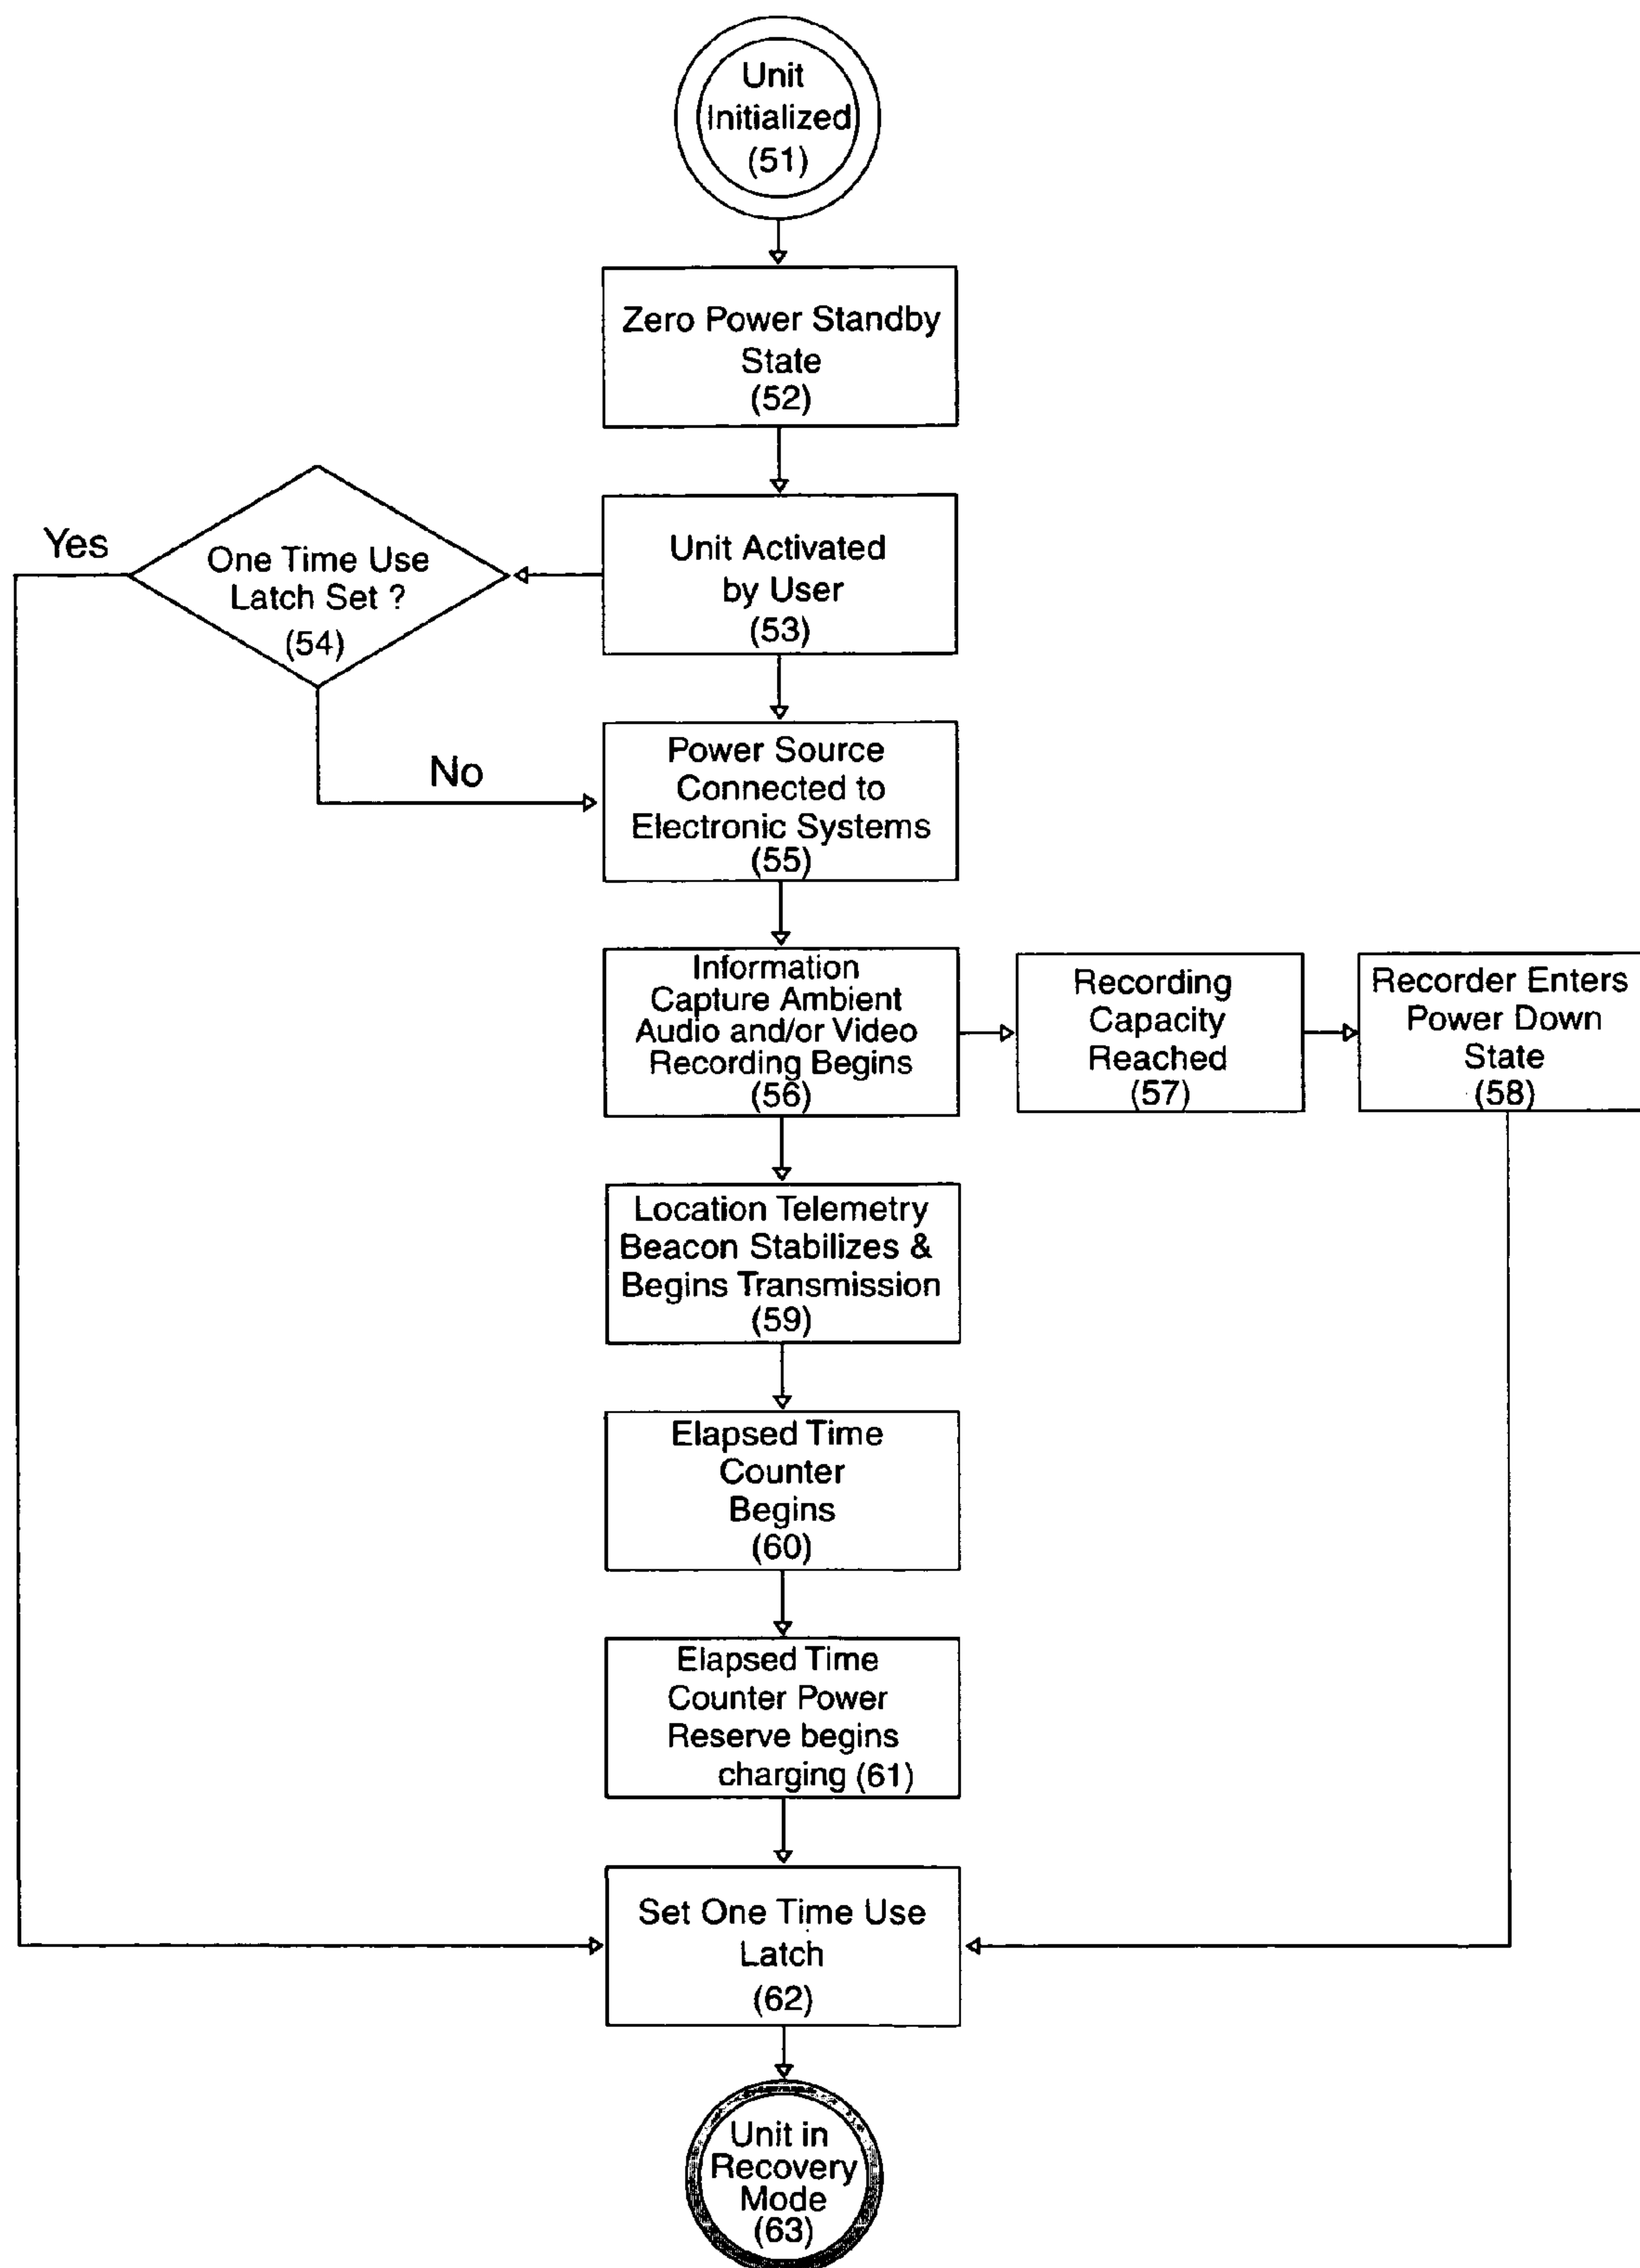 Unit
Initialized
(51)
Zero Power Standby
State
(52)
Yes
One Time Use
Latch Set ?
(54)
Unit Activated
by User
(53)
No
Power Source
Connected to
Electronic Systems
(55)
Information
Capture Ambient
Audio and/or Video
Recording Begins
(56)
Recording
Capacity
Reached
(57)
Recorder Enters
Power Down
State
(58)
Location Telemetry
Beacon Stabilizes &
Begins Transmission
(59)
Elapsed Time
Counter
Begins
(60)
Elapsed Time
Counter Power
Reserve begins
charging (61)
Set One Time Use
Latch
(62)
Unit in
Recovery
Mode
(63)